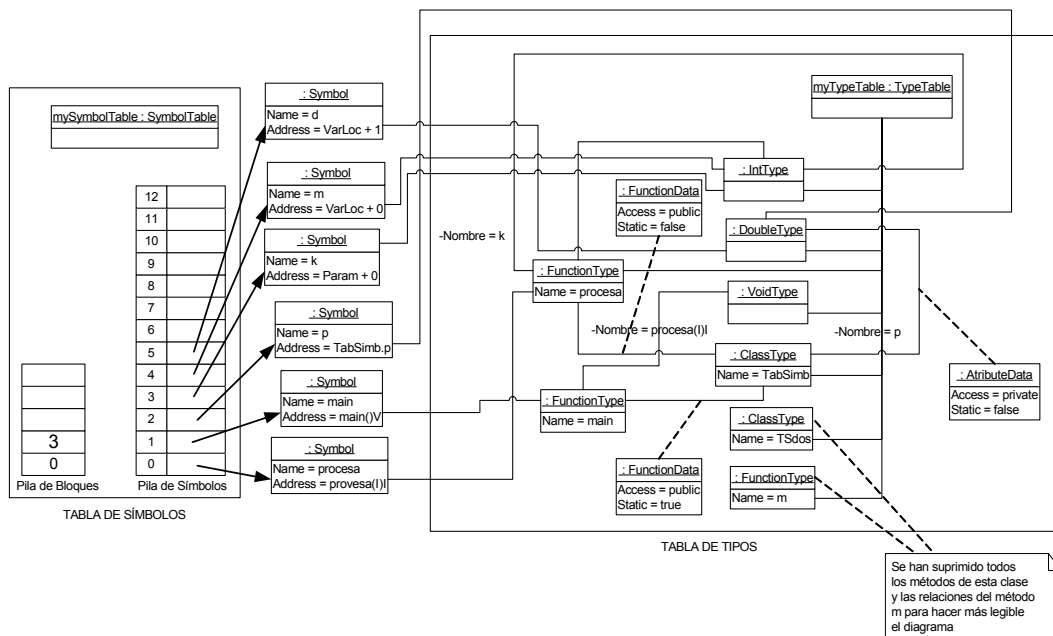 mySymbolTable : SymbolTable
12
11
10
9
8
7
6
5
4
3
2
1
0
3
0
Pila de Bloques
Pila de Símbolos
TABLA DE SÍMBOLOS
: Symbol
Name = d
Address = VarLoc + 1
: Symbol
Name = m
Address = VarLoc + 0
: Symbol
Name = k
Address = Param + 0
: Symbol
Name = p
Address = TabSimb.p
: Symbol
Name = main
Address = main()V
: Symbol
Name = procesa
Address = provesa(I)I
myTypeTable : TypeTable
: IntType
: FunctionData
Access = public
Static = false
: DoubleType
-Nombre = k
: FunctionType
Name = procesa
: VoidType
-Nombre = procesa(I)I
-Nombre = p
: ClassType
Name = TabSimb
: AtributeData
Access = private
Static = false
: FunctionType
Name = main
: ClassType
Name = TSdos
: FunctionData
Access = public
Static = true
: FunctionType
Name = m
TABLA DE TIPOS
Se han suprimido todos
los métodos de esta clase
y las relaciones del método
m para hacer más legible
el diagrama